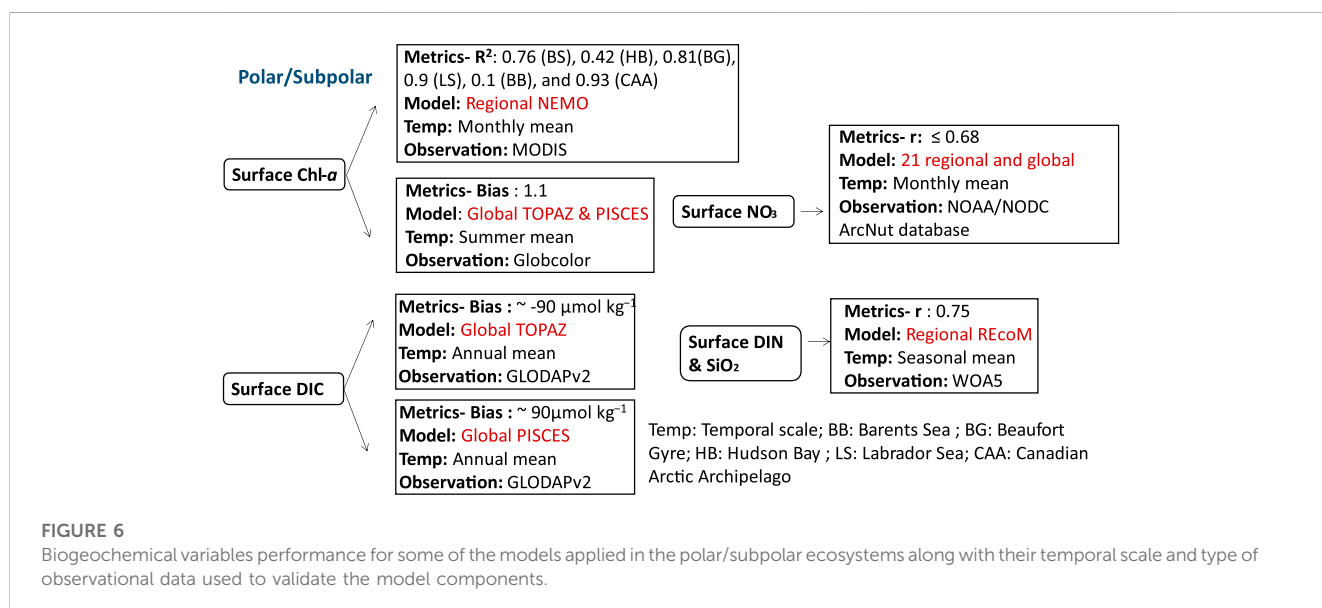 Polar/Subpolar
Surface Chl-a
Metrics- R²: 0.76 (BS), 0.42 (HB), 0.81(BG),
0.9 (LS), 0.1 (BB), and 0.93 (CAA)
Model: Regional NEMO
Temp: Monthly mean
Observation: MODIS
Metrics- Bias : 1.1
Model: Global TOPAZ & PISCES
Temp: Summer mean
Observation: Globcolor
Surface NO₃
Metrics- r: ≤ 0.68
Model: 21 regional and global
Temp: Monthly mean
Observation: NOAA/NODC
ArcNut database
Surface DIC
Metrics- Bias : ~ -90 µmol kg⁻¹
Model: Global TOPAZ
Temp: Annual mean
Observation: GLODAPv2
Metrics- Bias : ~ 90µmol kg⁻¹
Model: Global PISCES
Temp: Annual mean
Observation: GLODAPv2
Surface DIN
& SiO₂
Metrics- r : 0.75
Model: Regional REcoM
Temp: Seasonal mean
Observation: WOA5
Temp: Temporal scale; BB: Barents Sea ; BG: Beaufort
Gyre; HB: Hudson Bay ; LS: Labrador Sea; CAA: Canadian
Arctic Archipelago
FIGURE 6
Biogeochemical variables performance for some of the models applied in the polar/subpolar ecosystems along with their temporal scale and type of
observational data used to validate the model components.